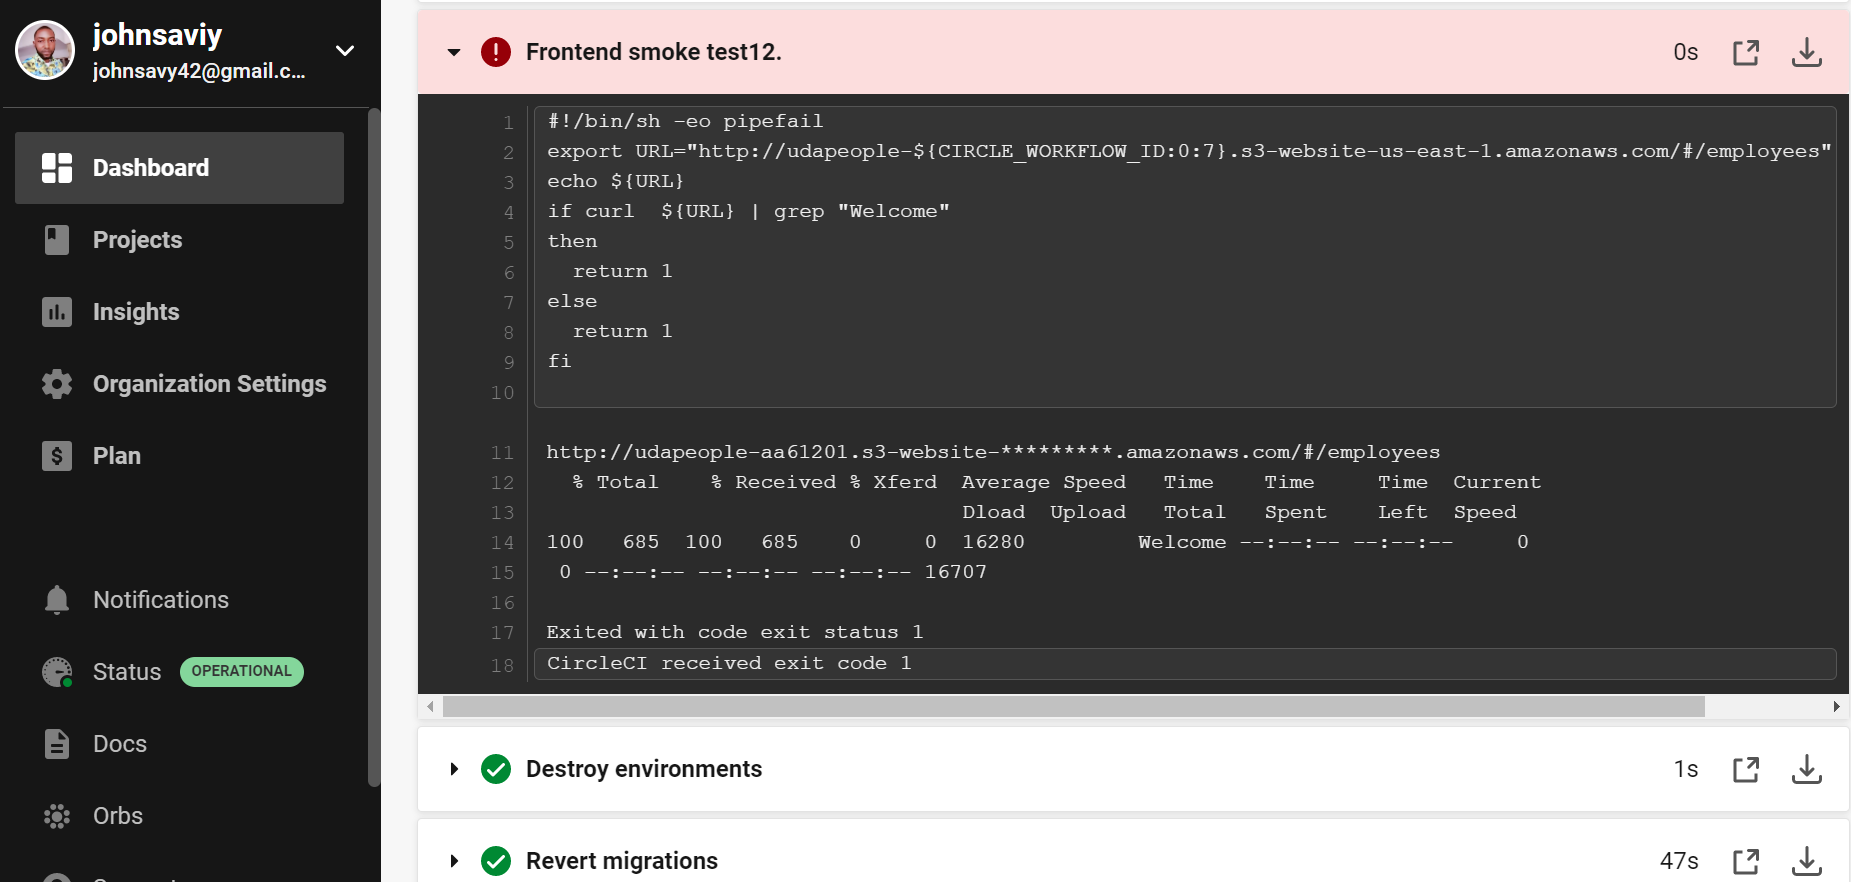 johnsaviy
johnsavy42@gmail.c...
Dashboard
Projects
Insights
Organization Settings
Plan
Notifications
Status OPERATIONAL
Docs
Orbs
Frontend smoke test12. 0s
1 #!/bin/sh -eo pipefail
2 export URL="http://udapeople-${CIRCLE_WORKFLOW_ID:0:7}.s3-website-us-east-1.amazonaws.com/#/employees"
3 echo ${URL}
4 if curl  ${URL} | grep "Welcome"
5 then
6   return 1
7 else
8   return 1
9 fi
10
11 http://udapeople-aa61201.s3-website-*********.amazonaws.com/#/employees
12   % Total    % Received % Xferd  Average Speed   Time    Time     Time  Current
13                                  Dload  Upload   Total   Spent    Left  Speed
14 100   685  100   685    0     0  16280         Welcome --:--:-- --:--:--     0
15  0 --:--:-- --:--:-- --:--:-- 16707
16
17 Exited with code exit status 1
18 CircleCI received exit code 1
Destroy environments 1s
Revert migrations 47s